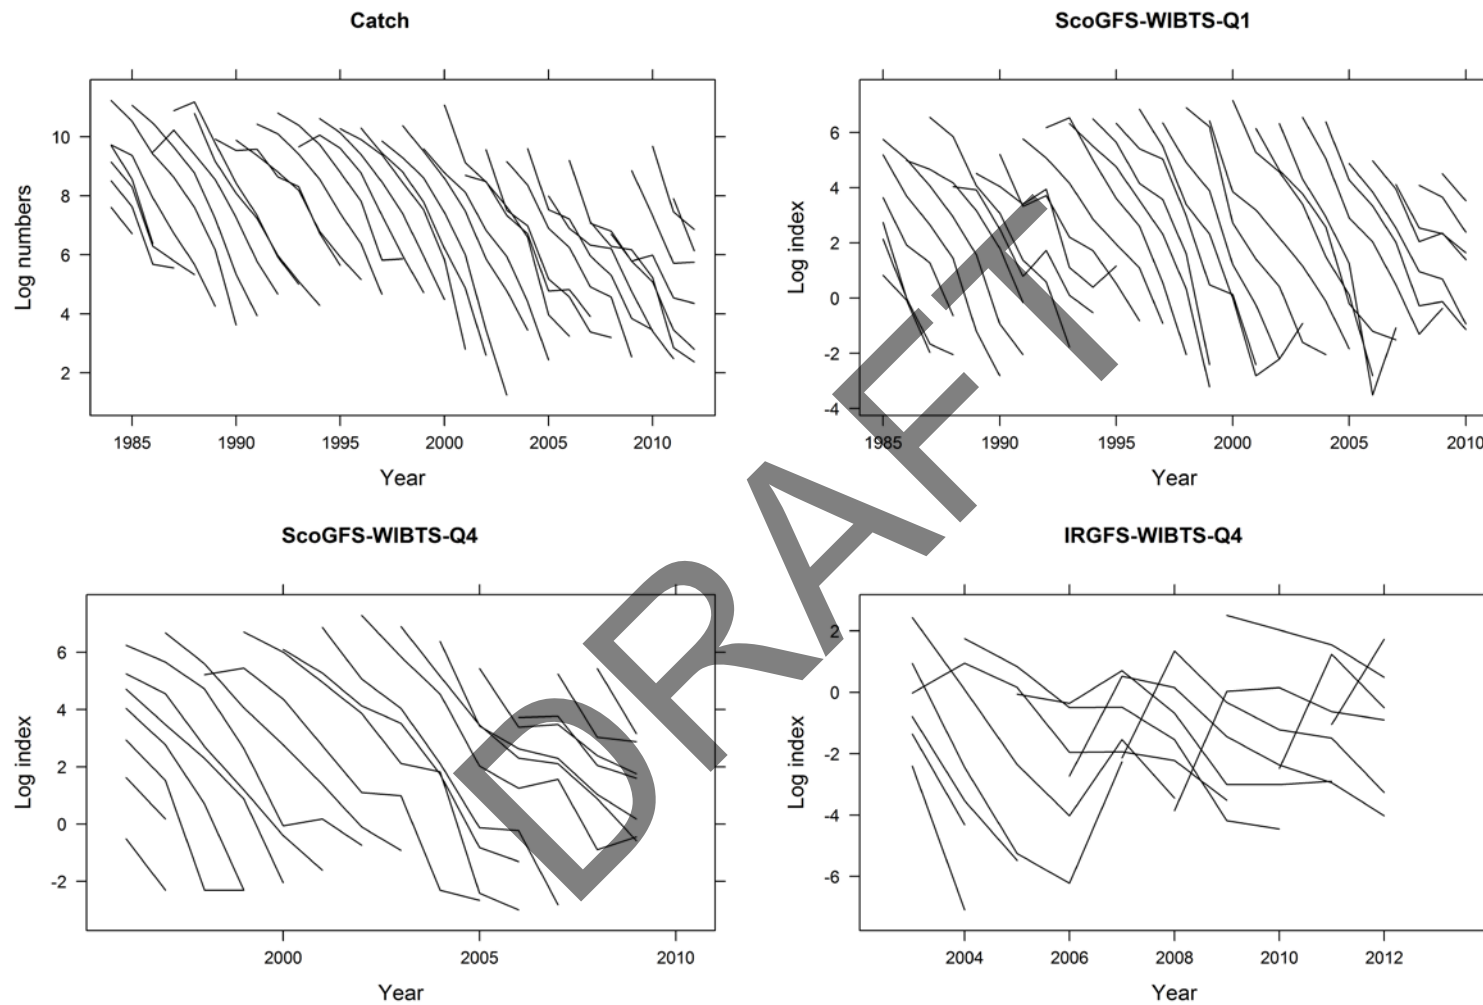 Catch
Log numbers
10
8
6
4
2
1985 1990 1995 2000 2005 2010
Year
ScoGFS-WIBTS-Q1
Log index
6
4
2
0
-2
-4
1985 1990 1995 2000 2005 2010
Year
ScoGFS-WIBTS-Q4
Log index
6
4
2
0
-2
2000 2005 2010
Year
IRGFS-WIBTS-Q4
Log index
2
0
-2
-4
-6
2004 2006 2008 2010 2012
Year
DRAFT